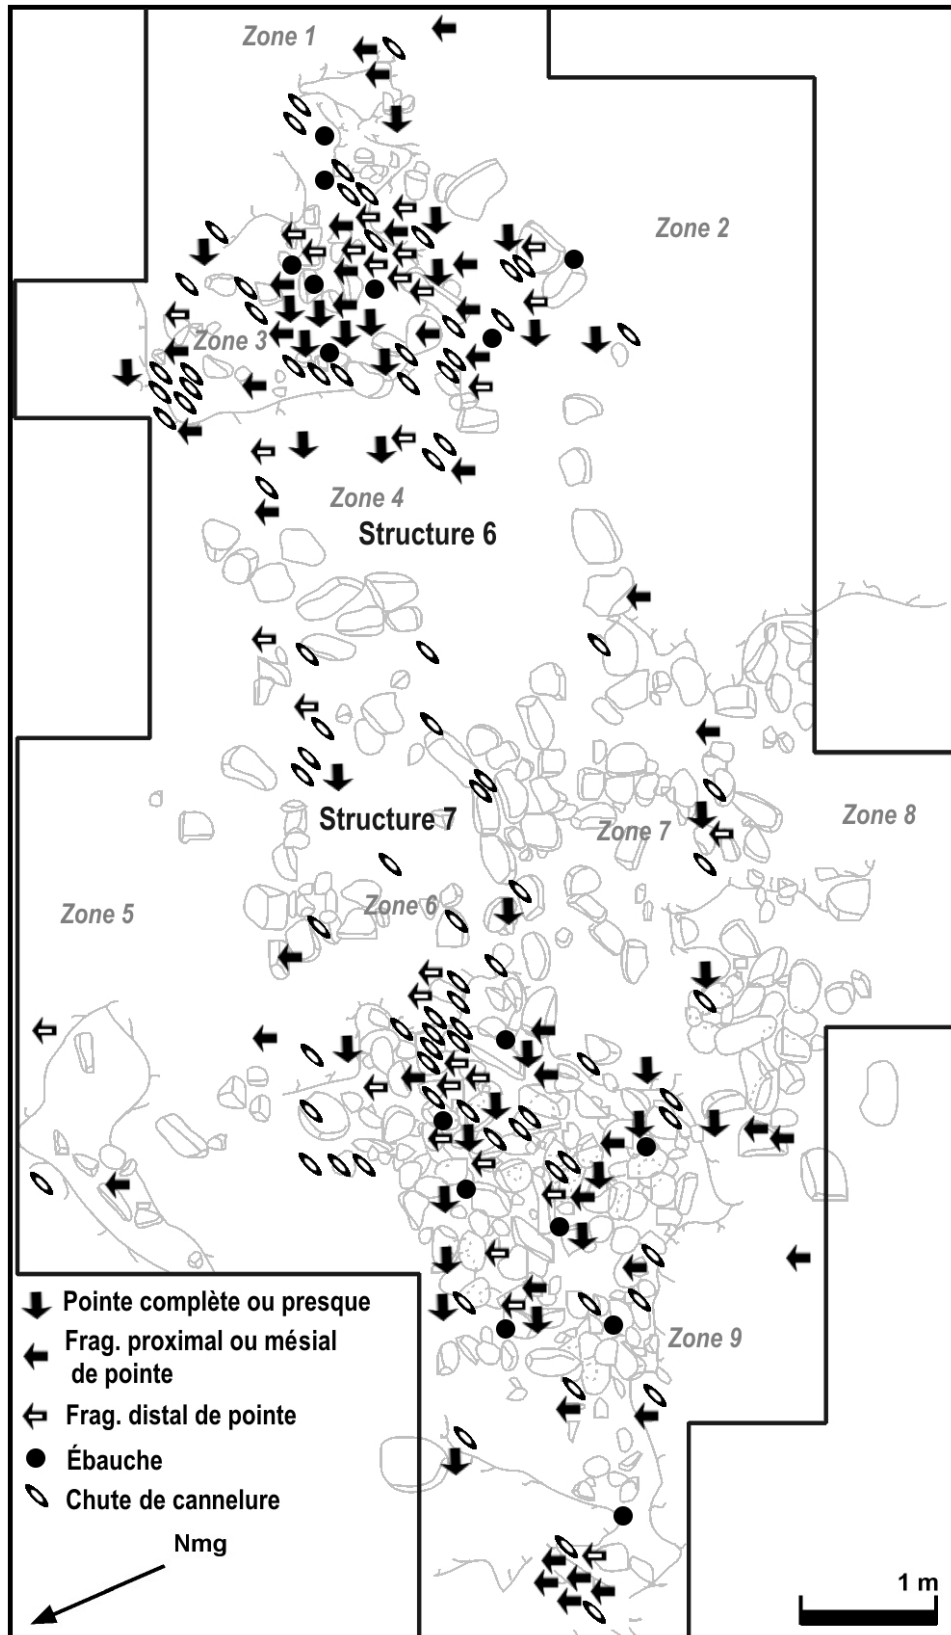 Zone 1
Zone 2
Zone 3
Zone 4
Structure 6
Structure 7
Zone 7
Zone 8
Zone 5
Zone 6
Zone 9
Pointe complète ou presque
Frag. proximal ou mésial
de pointe
Frag. distal de pointe
Ébauche
Chute de cannelure
Nmg
1 m